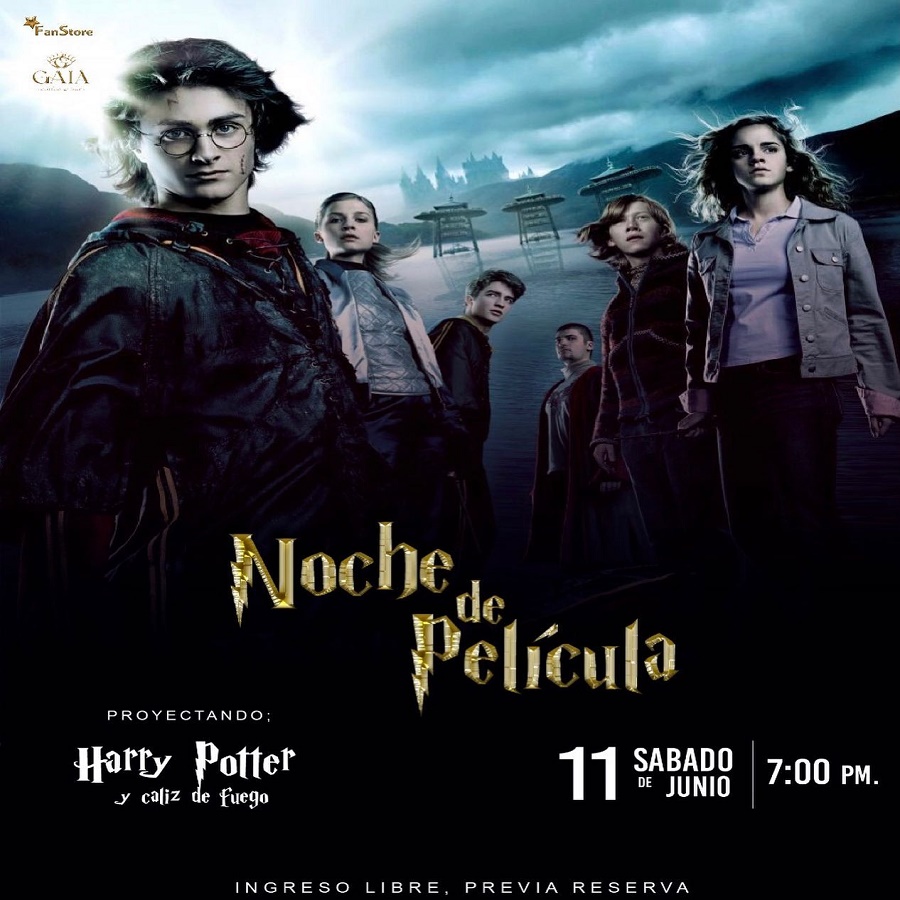 FanStore
GAIA
Noche
de
Película
PROYECTANDO;
Harry Potter
y caliz de fuego
11 SABADO DE JUNIO 7:00 PM.
INGRESO LIBRE, PREVIA RESERVA